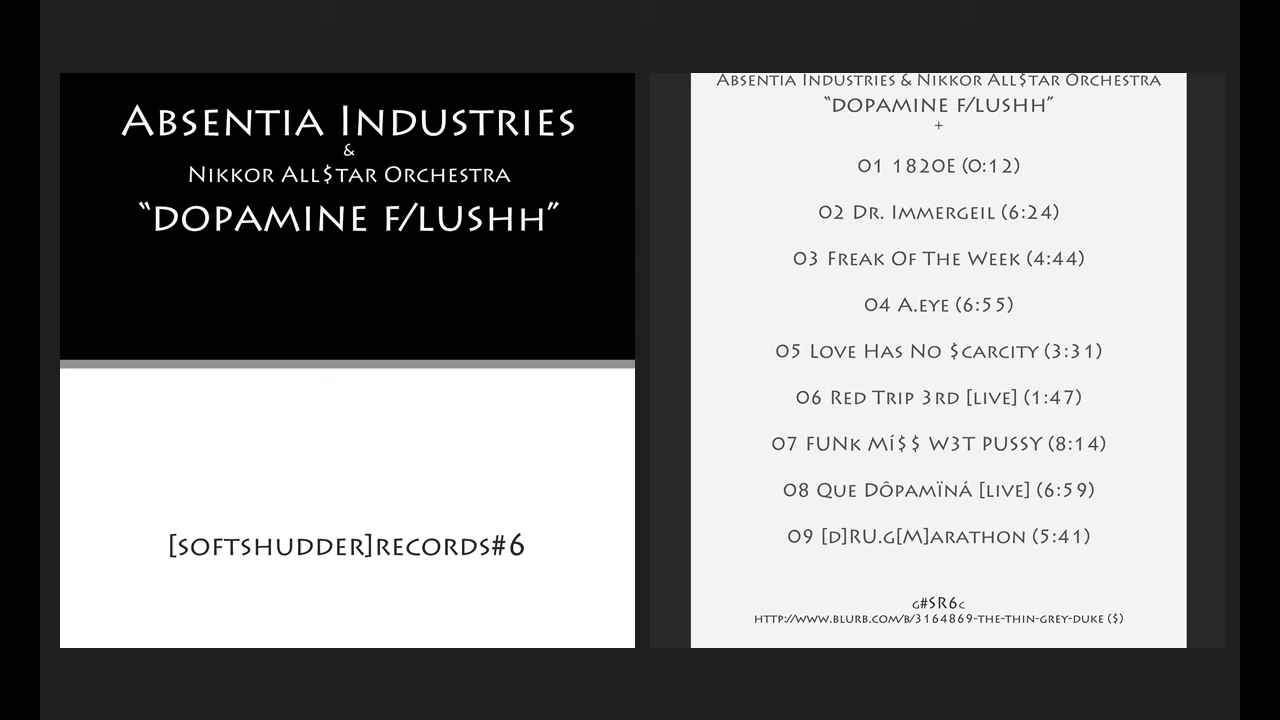 Absentia Industries
&
Nikkor All$tar Orchestra
“DOPAMINE F/LUSHh”
[SOFTSHUDDER]RECORDS#6
Absentia Industries & Nikkor All$tar Orchestra
“DOPAMINE F/LUSHH”
+
01 1820E (0:12)
02 Dr. Immergeil (6:24)
03 Freak Of The Week (4:44)
04 A.eye (6:55)
05 Love Has No $carcity (3:31)
06 Red Trip 3rd [live] (1:47)
07 FUNk Mí$$ W3T PUSSY (8:14)
08 Que Dôpamïná [live] (6:59)
09 [d]RU.g[M]arathon (5:41)
G#SR6c
http://www.blurb.com/b/3164869-the-thin-grey-duke ($)